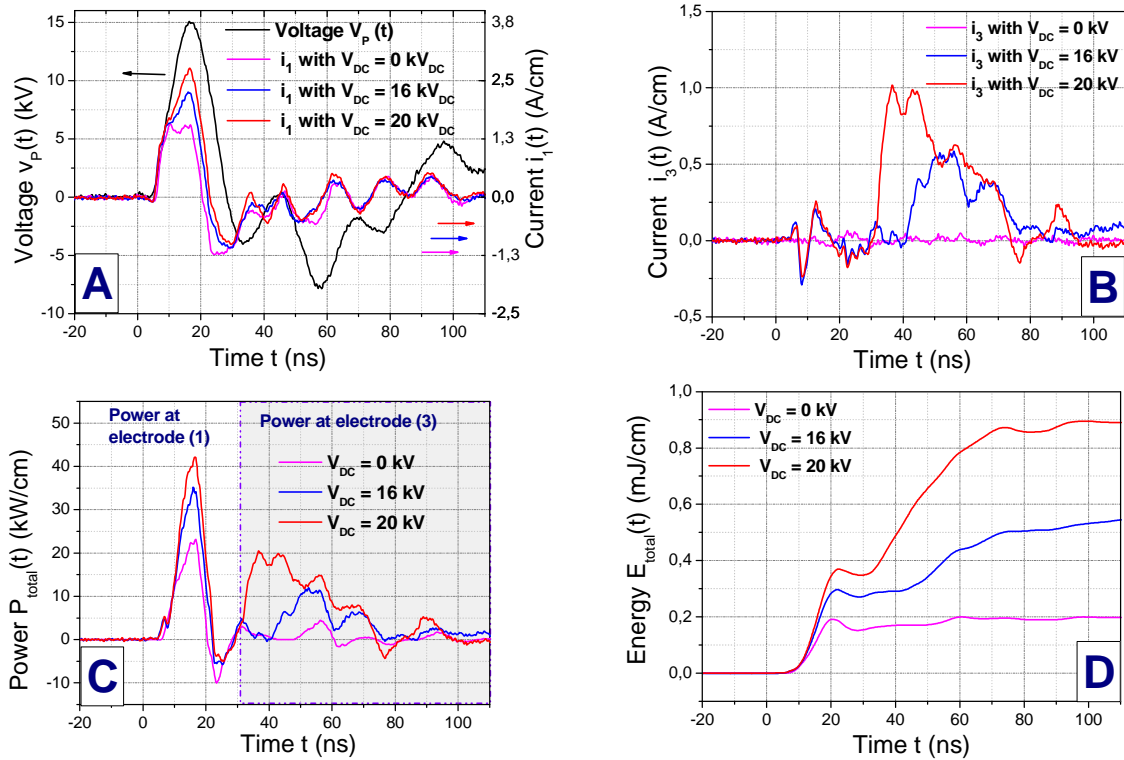 Voltage V_P (t)
i_1 with V_DC = 0 kV_DC
i_1 with V_DC = 16 kV_DC
i_1 with V_DC = 20 kV_DC
15
10
5
0
-5
-10
3,8
2,5
1,3
0,0
-1,3
-2,5
Voltage v_P(t) (kV)
Current i_1(t) (A/cm)
A
-20 0 20 40 60 80 100
Time t (ns)
i_3 with V_DC = 0 kV
i_3 with V_DC = 16 kV
i_3 with V_DC = 20 kV
1,5
1,0
0,5
0,0
-0,5
Current i_3(t) (A/cm)
B
-20 0 20 40 60 80 100
Time t (ns)
Power at
electrode (1)
Power at electrode (3)
V_DC = 0 kV
V_DC = 16 kV
V_DC = 20 kV
50
40
30
20
10
0
-10
Power P_total(t) (kW/cm)
C
-20 0 20 40 60 80 100
Time t (ns)
V_DC = 0 kV
V_DC = 16 kV
V_DC = 20 kV
1,0
0,8
0,6
0,4
0,2
0,0
Energy E_total(t) (mJ/cm)
D
-20 0 20 40 60 80 100
Time t (ns)